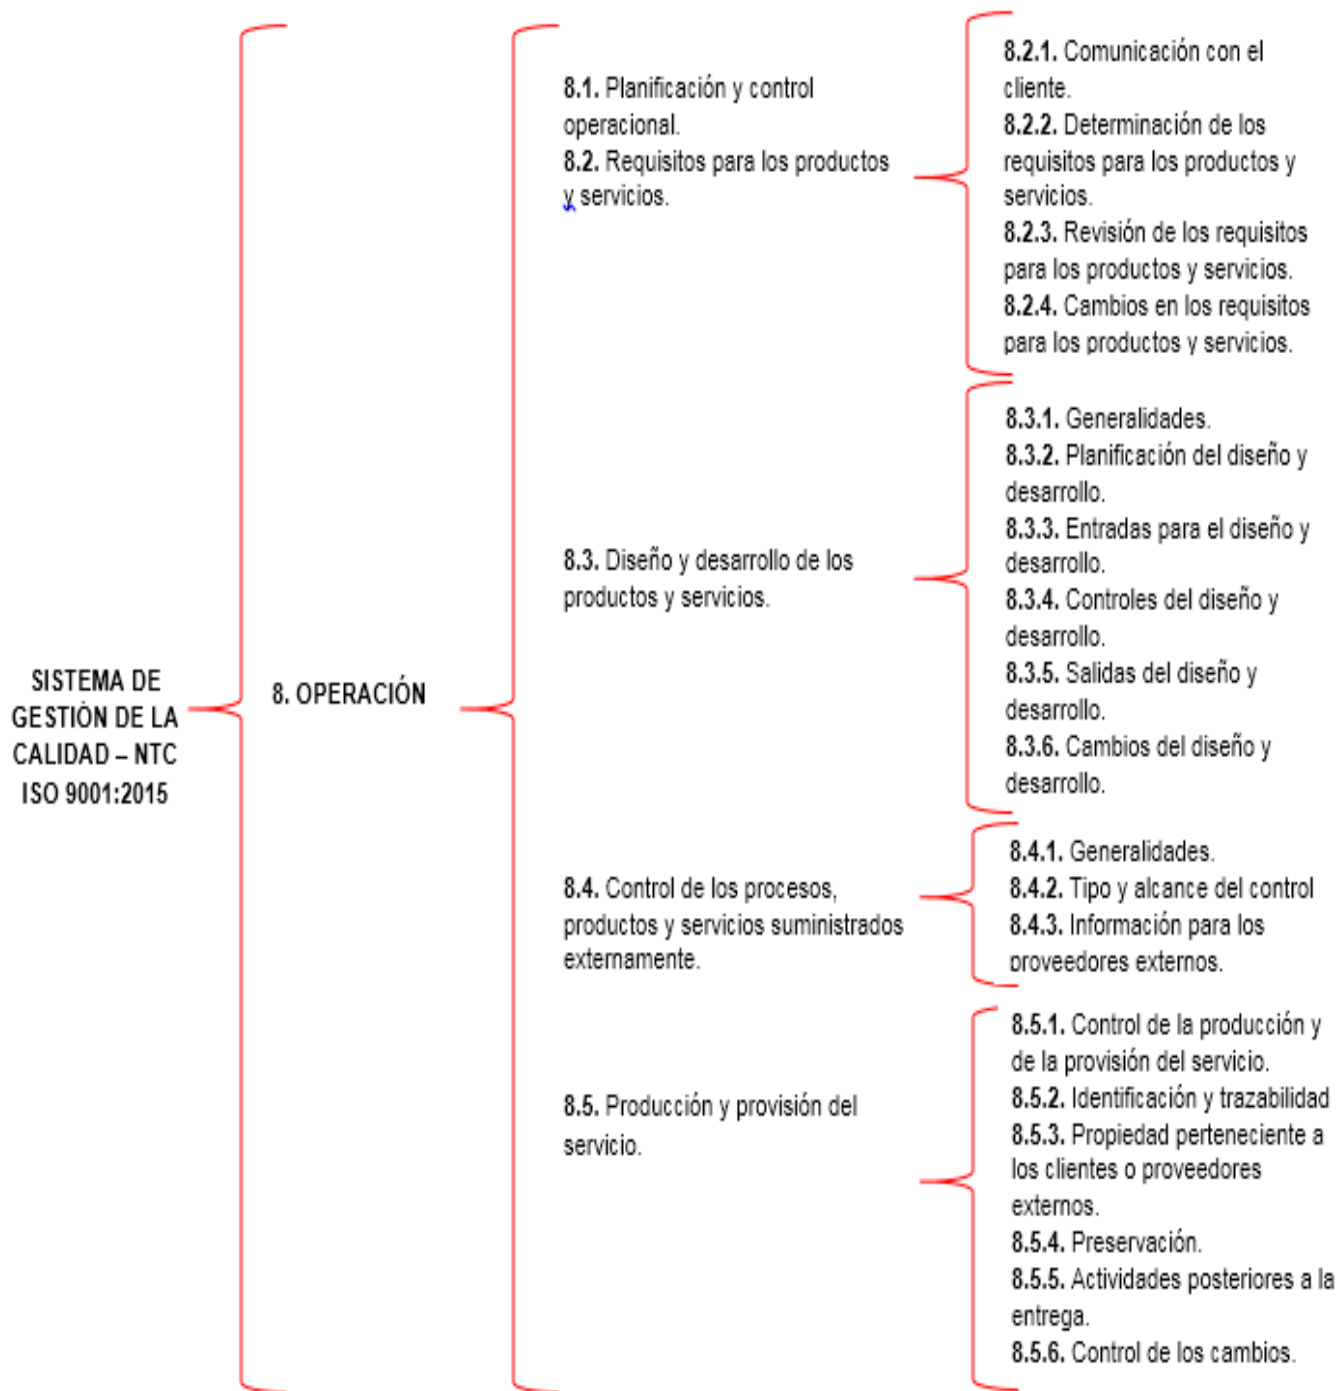 SISTEMA DE
GESTIÓN DE LA
CALIDAD – NTC
ISO 9001:2015
8. OPERACIÓN
8.1. Planificación y control
operacional.
8.2. Requisitos para los productos
y servicios.
8.2.1. Comunicación con el
cliente.
8.2.2. Determinación de los
requisitos para los productos y
servicios.
8.2.3. Revisión de los requisitos
para los productos y servicios.
8.2.4. Cambios en los requisitos
para los productos y servicios.
8.3. Diseño y desarrollo de los
productos y servicios.
8.3.1. Generalidades.
8.3.2. Planificación del diseño y
desarrollo.
8.3.3. Entradas para el diseño y
desarrollo.
8.3.4. Controles del diseño y
desarrollo.
8.3.5. Salidas del diseño y
desarrollo.
8.3.6. Cambios del diseño y
desarrollo.
8.4. Control de los procesos,
productos y servicios suministrados
externamente.
8.4.1. Generalidades.
8.4.2. Tipo y alcance del control
8.4.3. Información para los
proveedores externos.
8.5. Producción y provisión del
servicio.
8.5.1. Control de la producción y
de la provisión del servicio.
8.5.2. Identificación y trazabilidad
8.5.3. Propiedad perteneciente a
los clientes o proveedores
externos.
8.5.4. Preservación.
8.5.5. Actividades posteriores a la
entrega.
8.5.6. Control de los cambios.